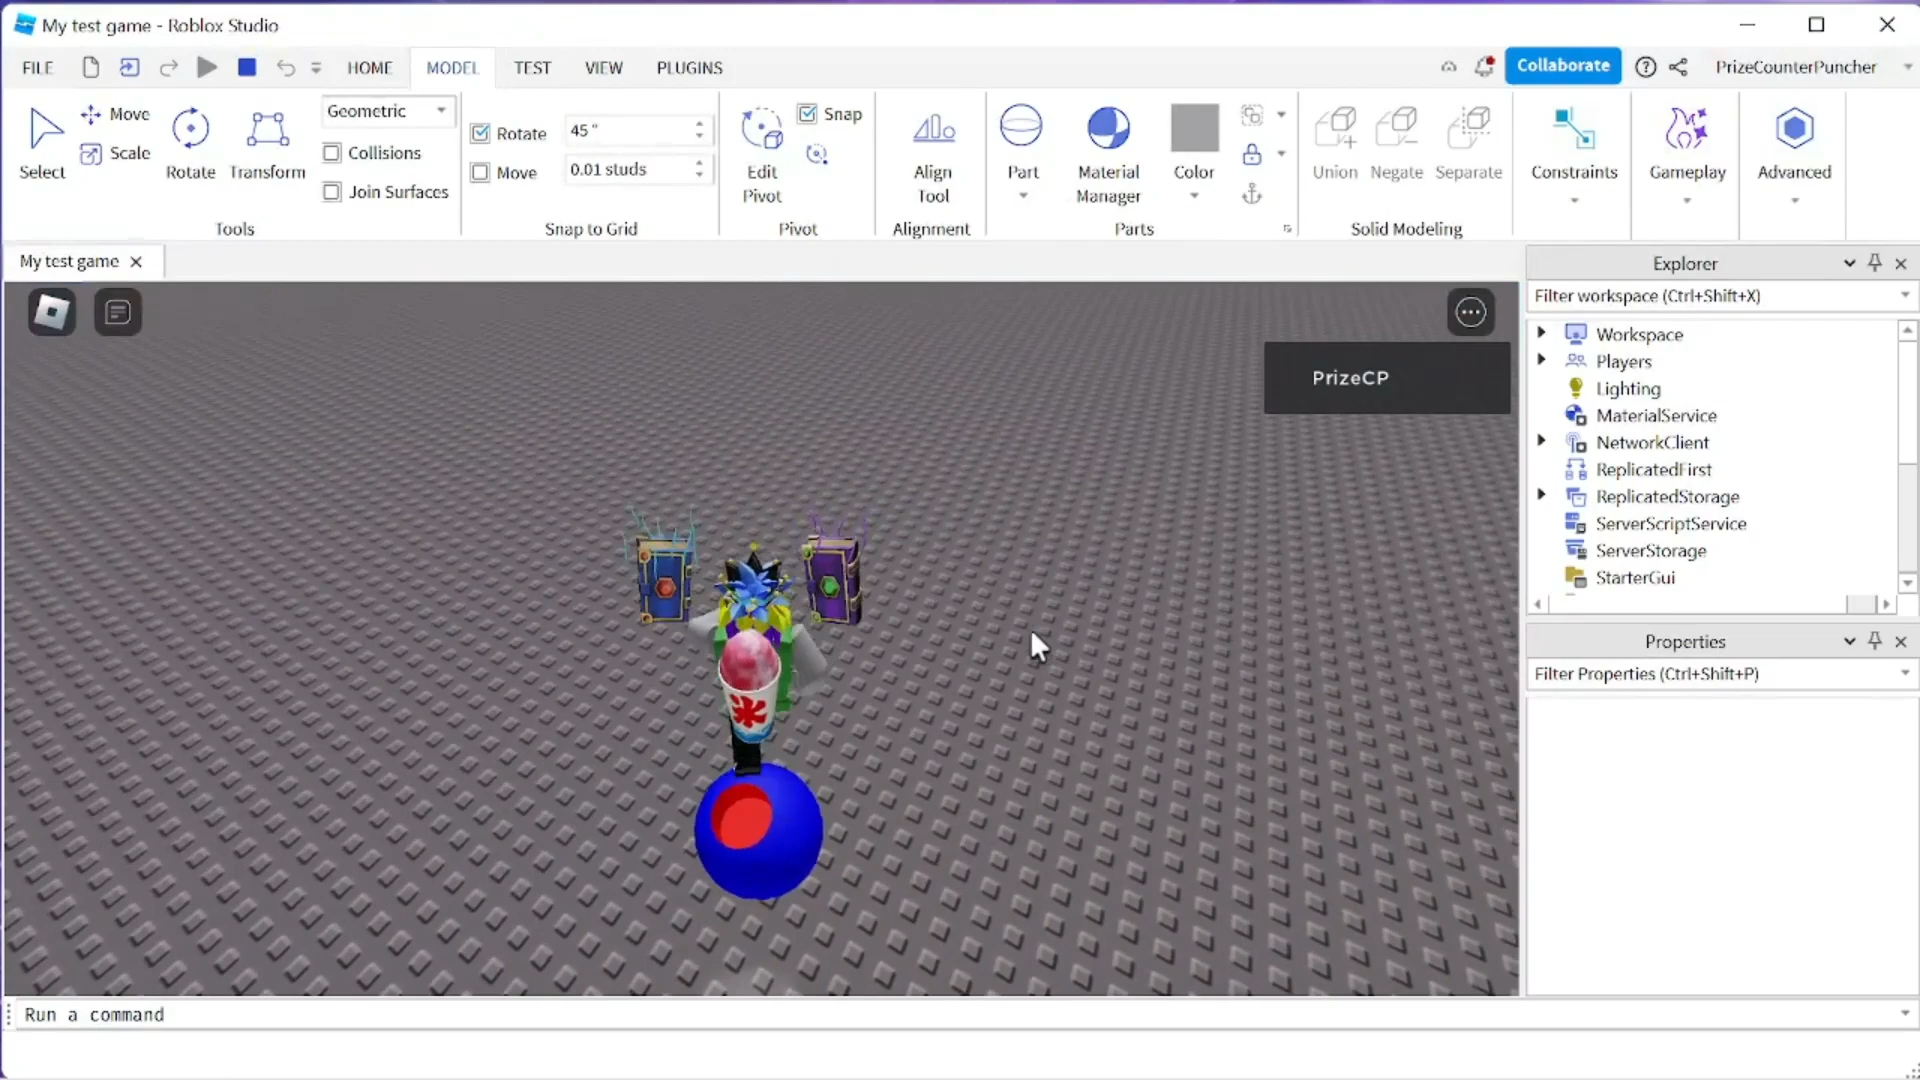 My test game - Roblox Studio
FILE HOME MODEL TEST VIEW PLUGINS Collaborate PrizeCounterPuncher
Select Move Scale Rotate Transform Geometric Collisions Join Surfaces
Tools
Rotate 45 °
Move 0.01 studs
Snap to Grid
Edit Pivot Snap
Pivot
Align Tool
Alignment
Part Material Manager Color
Parts
Union Negate Separate
Solid Modeling
Constraints Gameplay Advanced
My test game
PrizeCP
氷
Explorer
Filter workspace (Ctrl+Shift+X)
Workspace
Players
Lighting
MaterialService
NetworkClient
ReplicatedFirst
ReplicatedStorage
ServerScriptService
ServerStorage
StarterGui
Properties
Filter Properties (Ctrl+Shift+P)
Run a command